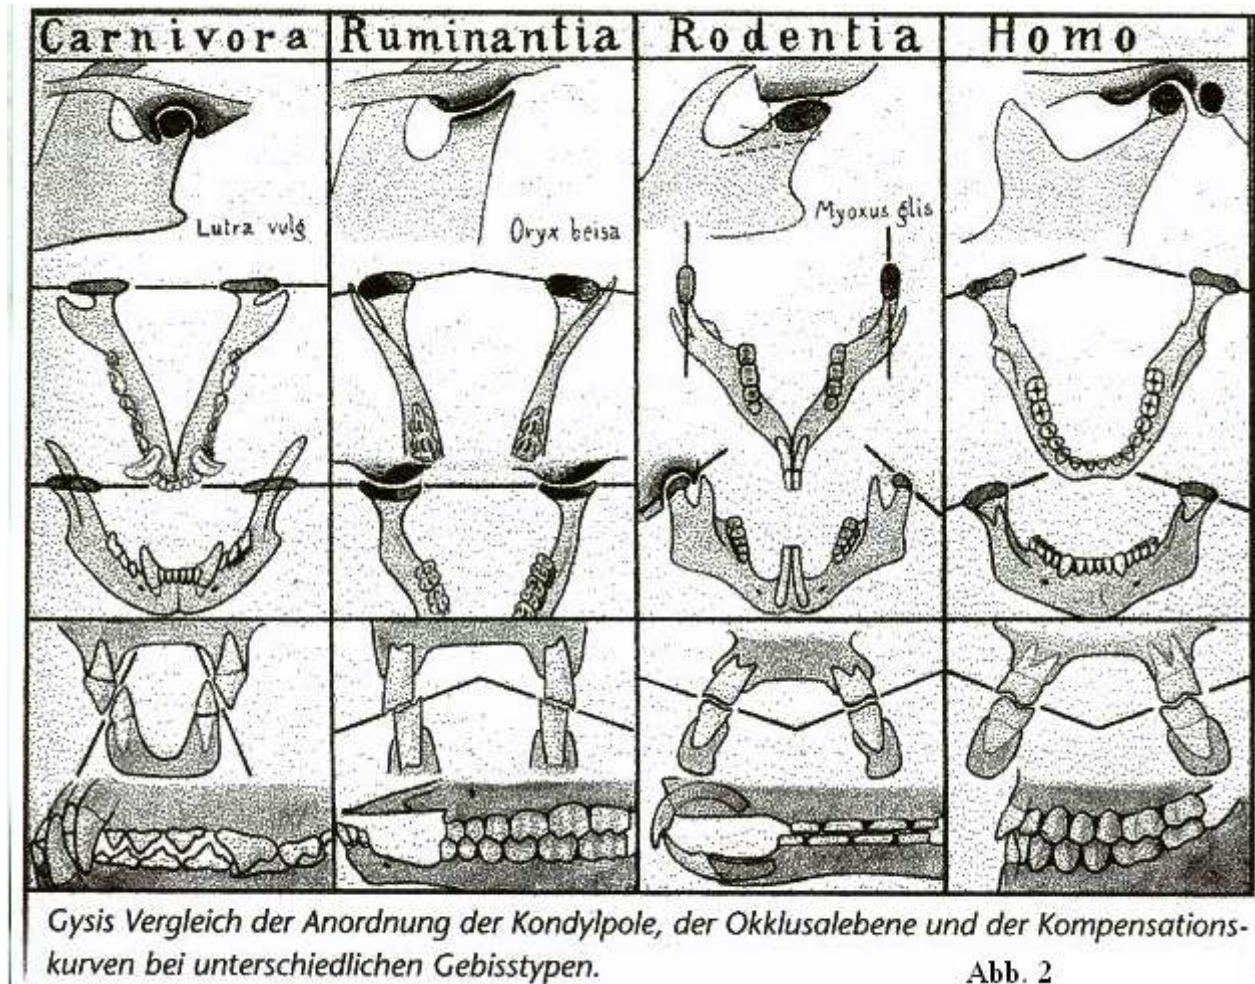 Carnivora
Ruminantia
Rodentia
Homo
Lutra vulg
Oryx beisa
Myoxus glis
Gysis Vergleich der Anordnung der Kondylpole, der Okklusalebene und der Kompensations-
kurven bei unterschiedlichen Gebisstypen.
Abb. 2